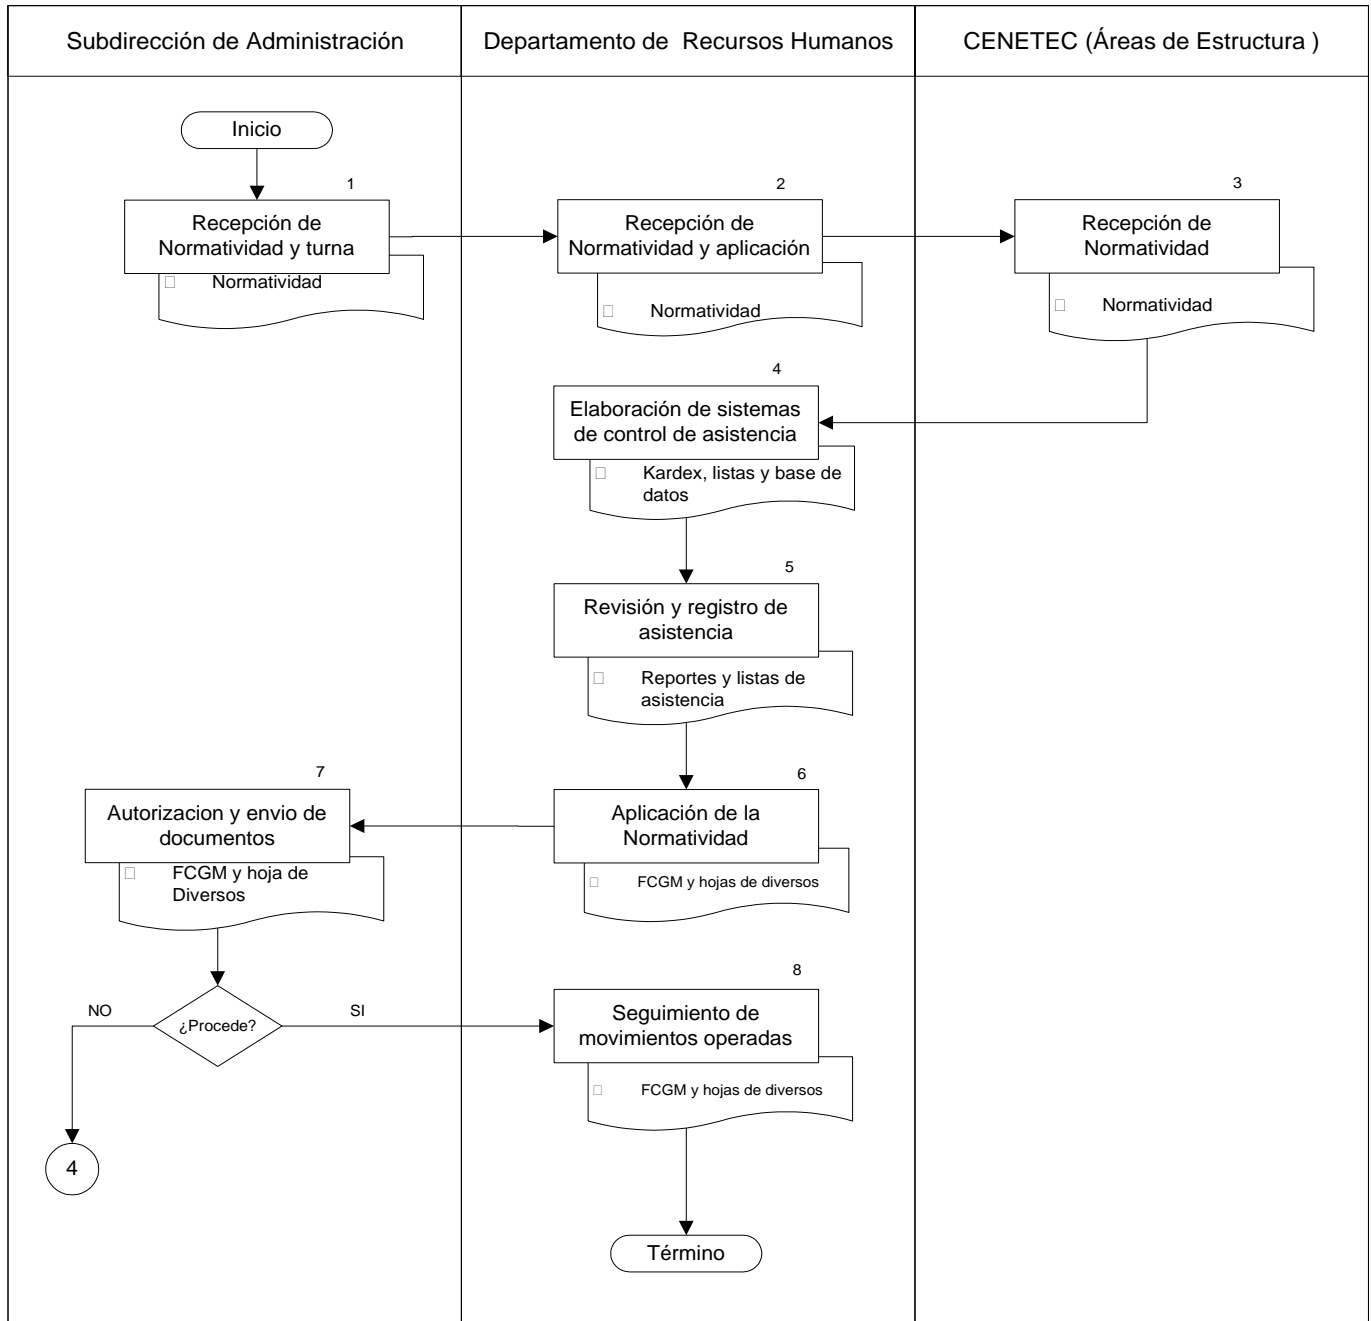 Subdirección de Administración
Departamento de Recursos Humanos
CENETEC (Áreas de Estructura )
Inicio
1
Recepción de
Normatividad y turna
Normatividad
2
Recepción de
Normatividad y aplicación
Normatividad
3
Recepción de
Normatividad
Normatividad
4
Elaboración de sistemas
de control de asistencia
Kardex, listas y base de
datos
5
Revisión y registro de
asistencia
Reportes y listas de
asistencia
6
Aplicación de la
Normatividad
FCGM y hojas de diversos
7
Autorizacion y envio de
documentos
FCGM y hoja de
Diversos
¿Procede?
NO
SI
4
8
Seguimiento de
movimientos operadas
FCGM y hojas de diversos
Término